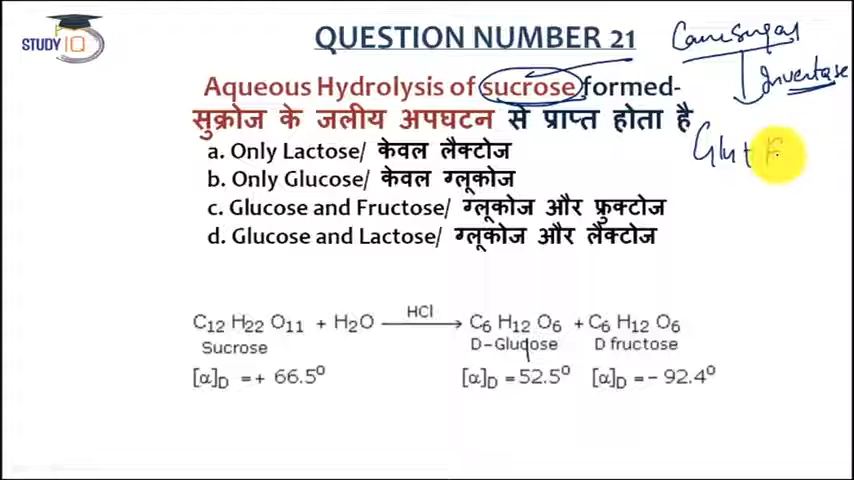 STUDY IQ
QUESTION NUMBER 21
Cane sugar
Invertase
Aqueous Hydrolysis of sucrose formed-
सुक्रोज के जलीय अपघटन से प्राप्त होता है
Glu + F
a. Only Lactose/ केवल लैक्टोज
b. Only Glucose/ केवल ग्लूकोज
c. Glucose and Fructose/ ग्लूकोज और फ्रुक्टोज
d. Glucose and Lactose/ ग्लूकोज और लैक्टोज
HCl
C12 H22 O11 + H2O C6 H12 O6 + C6 H12 O6
Sucrose D-Glucose D fructose
[α]D = + 66.5° [α]D = 52.5° [α]D = - 92.4°